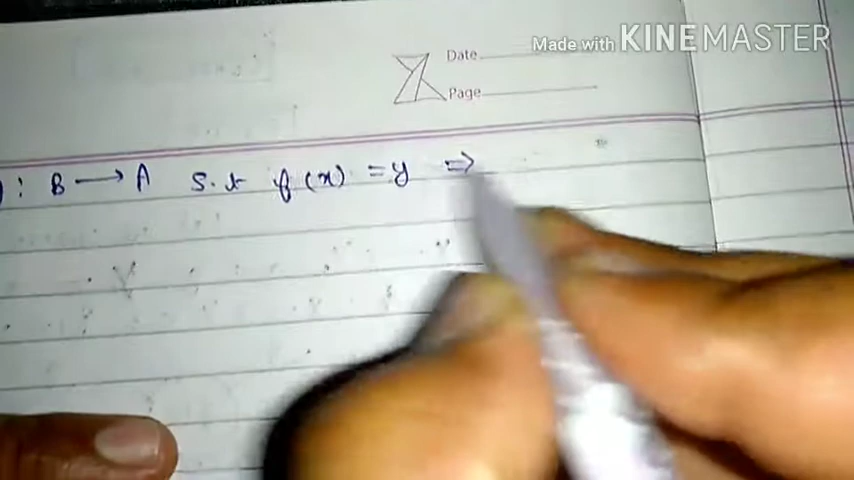 Made with KINEMASTER
Date
Page
: B → A s.t f(x) = y ⇒